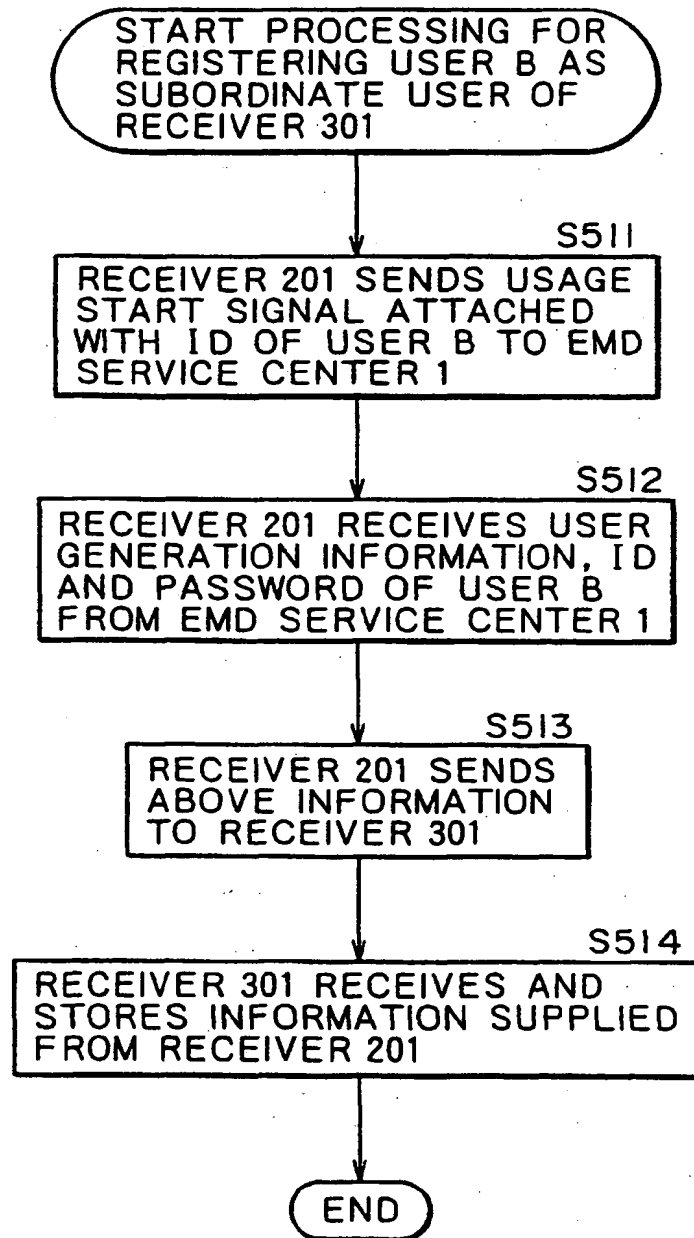 START PROCESSING FOR
REGISTERING USER B AS
SUBORDINATE USER OF
RECEIVER 301
S511
RECEIVER 201 SENDS USAGE
START SIGNAL ATTACHED
WITH ID OF USER B TO EMD
SERVICE CENTER 1
S512
RECEIVER 201 RECEIVES USER
GENERATION INFORMATION, ID
AND PASSWORD OF USER B
FROM EMD SERVICE CENTER 1
S513
RECEIVER 201 SENDS
ABOVE INFORMATION
TO RECEIVER 301
S514
RECEIVER 301 RECEIVES AND
STORES INFORMATION SUPPLIED
FROM RECEIVER 201
END